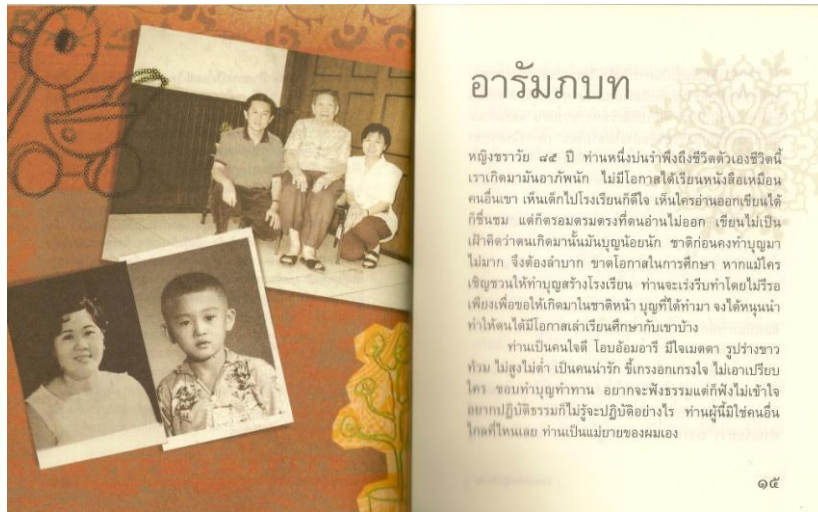 อารัมภบท
หญิงชราวัย ๘๕ ปี ท่านหนึ่งบ่นรำพึงถึงชีวิตตัวเองชีวิตนี้
เราเกิดมามันอาภัพนัก ไม่มีโอกาสได้เรียนหนังสือเหมือน
คนอื่นเขา เห็นเด็กไปโรงเรียนก็ดีใจ เห็นใครอ่านออกเขียนได้
ก็ชื่นชม แต่ก็ตรอมตรมตรงที่ตนอ่านไม่ออก เขียนไม่เป็น
เฝ้าคิดว่าตนเกิดมานั้นมันบุญน้อยนัก ชาติก่อนคงทำบุญมา
ไม่มาก จึงต้องลำบาก ขาดโอกาสในการศึกษา หากแม้ใคร
เชิญชวนให้ทำบุญสร้างโรงเรียน ท่านจะเร่งรีบทำโดยไม่รีรอ
เพียงเพื่อขอให้เกิดมาในชาติหน้า บุญที่ได้ทำมา จงได้หนุนนำ
ทำให้ตนได้มีโอกาสเล่าเรียนศึกษากับเขาบ้าง
ท่านเป็นคนใจดี โอบอ้อมอารี มีใจเมตตา รูปร่างขาว
ท้วม ไม่สูงไม่ต่ำ เป็นคนน่ารัก ขี้เกรงอกเกรงใจ ไม่เอาเปรียบ
ใคร ชอบทำบุญทำทาน อยากจะฟังธรรมแต่ก็ฟังไม่เข้าใจ
อยากปฏิบัติธรรมก็ไม่รู้จะปฏิบัติอย่างไร ท่านผู้นี้มิใช่คนอื่น
ไกลที่ไหนเลย ท่านเป็นแม่ยายของผมเอง
๑๕